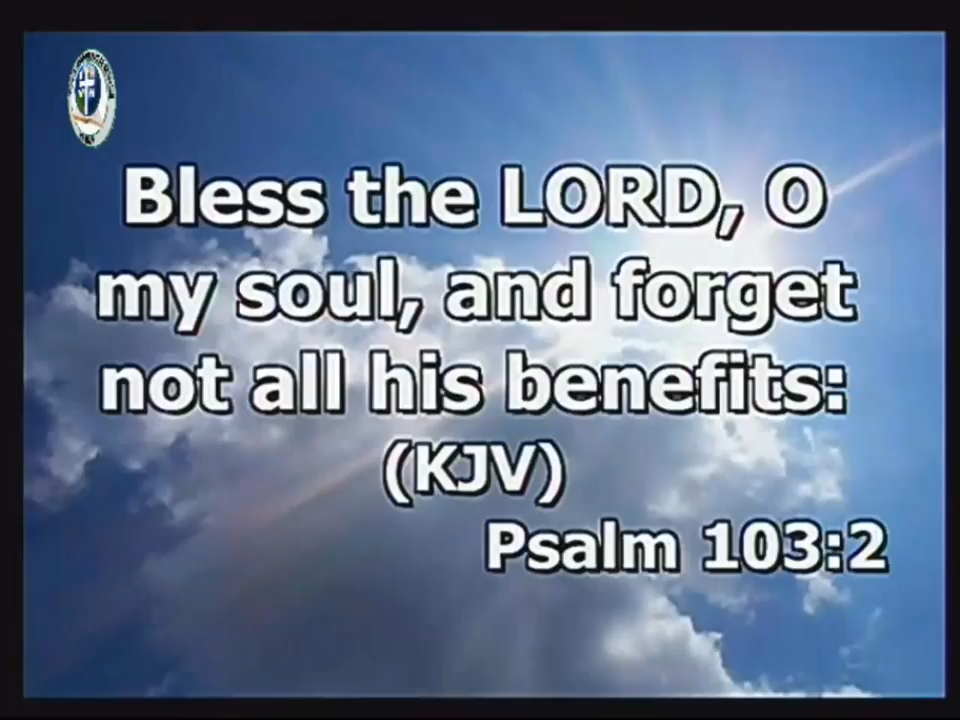 Bless the LORD, O
my soul, and forget
not all his benefits:
(KJV)
Psalm 103:2